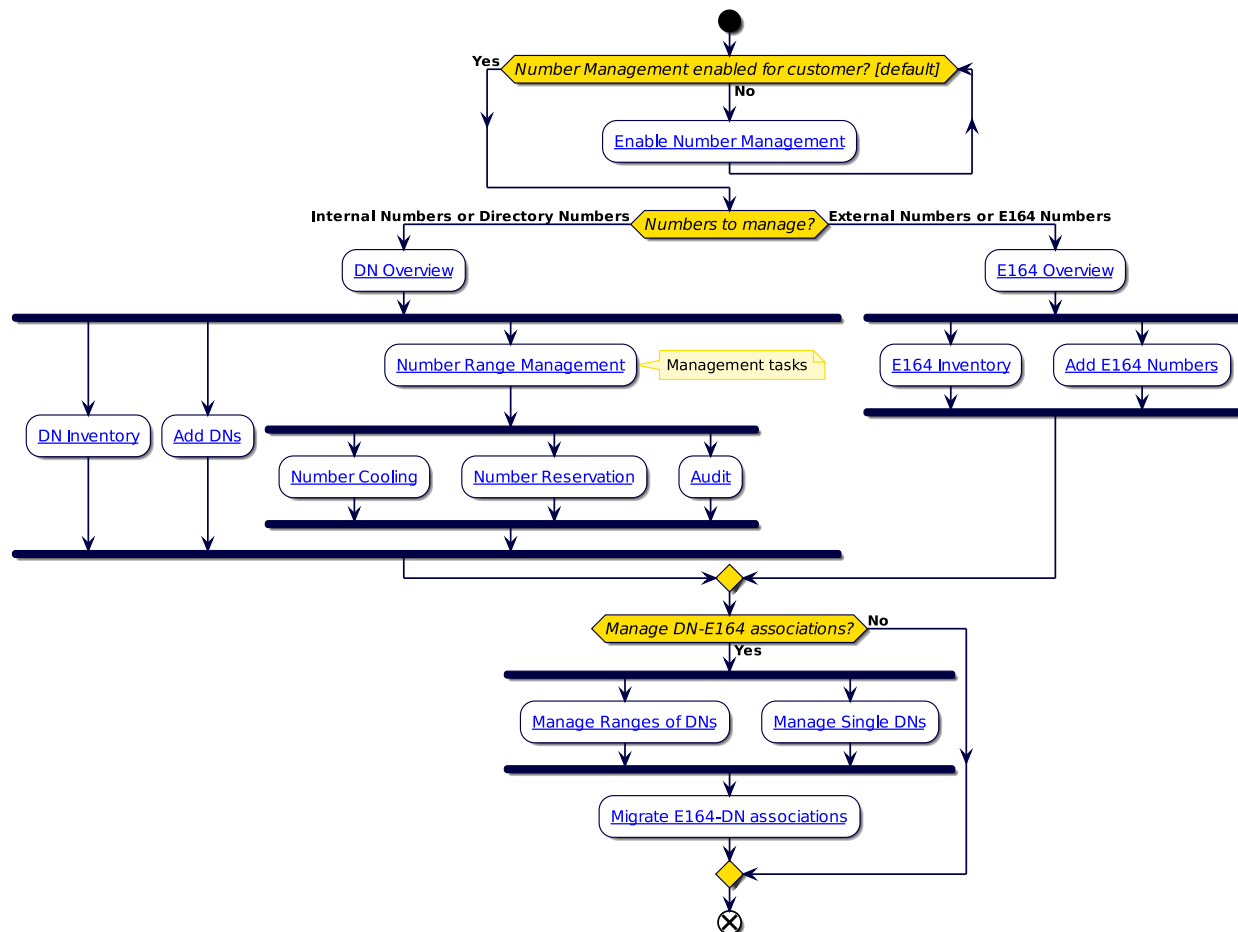 Yes
Number Management enabled for customer? [default]
No
Enable Number Management
Internal Numbers or Directory Numbers
Numbers to manage?
External Numbers or E164 Numbers
DN Overview
E164 Overview
Number Range Management
Management tasks
E164 Inventory
Add E164 Numbers
DN Inventory
Add DNs
Number Cooling
Number Reservation
Audit
Manage DN-E164 associations?
No
Yes
Manage Ranges of DNs
Manage Single DNs
Migrate E164-DN associations